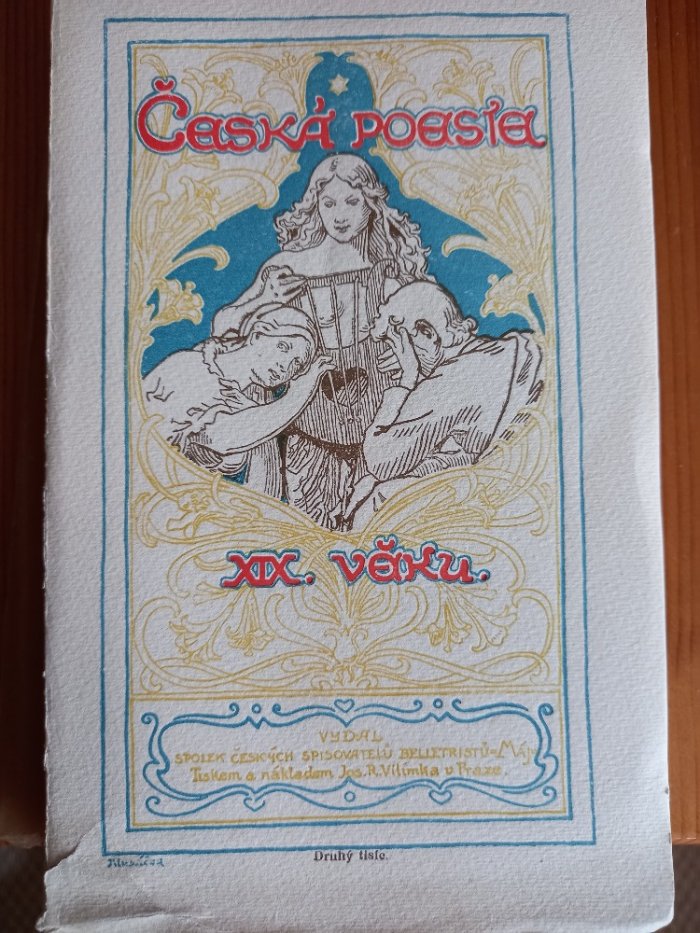 Česká poesie
XIX. věku.
VYDAL
SPOLEK ČESKÝCH SPISOVATELŮ BELLETRISTŮ „Máj“
Tiskem a nákladem Jos. R. Vilímka v Praze.
Druhý tisíc.